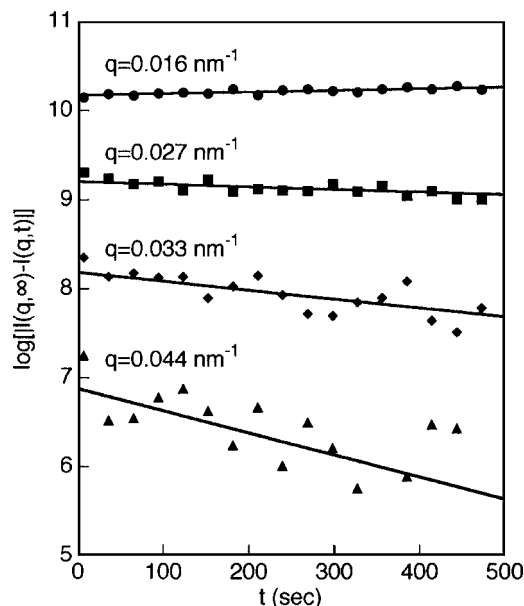 11
10
9
8
7
6
5
log[|I(q,∞)-I(q,t)|]
q=0.016 nm⁻¹
q=0.027 nm⁻¹
q=0.033 nm⁻¹
q=0.044 nm⁻¹
0 100 200 300 400 500
t (sec)